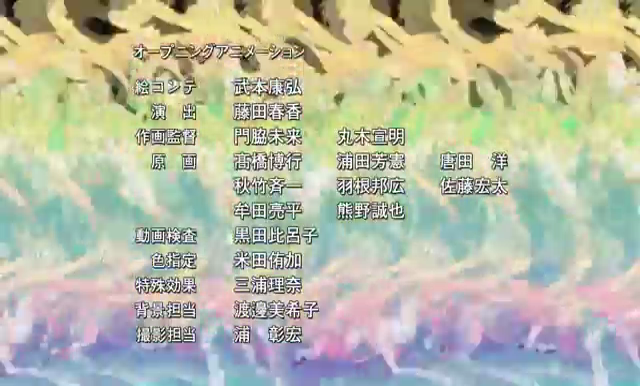 オープニングアニメーション
絵コンテ 武本康弘
演 出 藤田春香
作画監督 門脇未来 丸木宣明
原 画 髙橋博行 浦田芳憲 唐田 洋
秋竹斉一 羽根邦広 佐藤宏太
牟田亮平 熊野誠也
動画検査 黒田比呂子
色指定 米田侑加
特殊効果 三浦理奈
背景担当 渡邊美希子
撮影担当 浦 彰宏